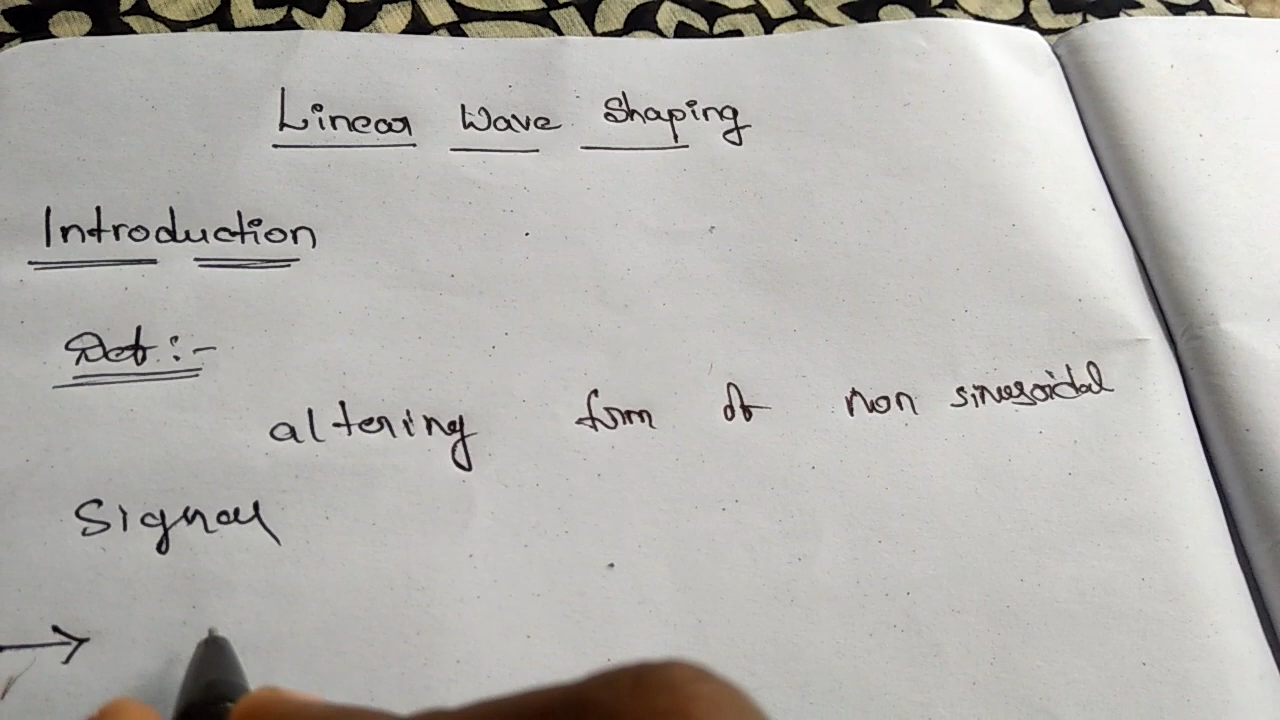 Linear Wave Shaping
Introduction
Def :-
altering form of non sinusoidal
Signal
→